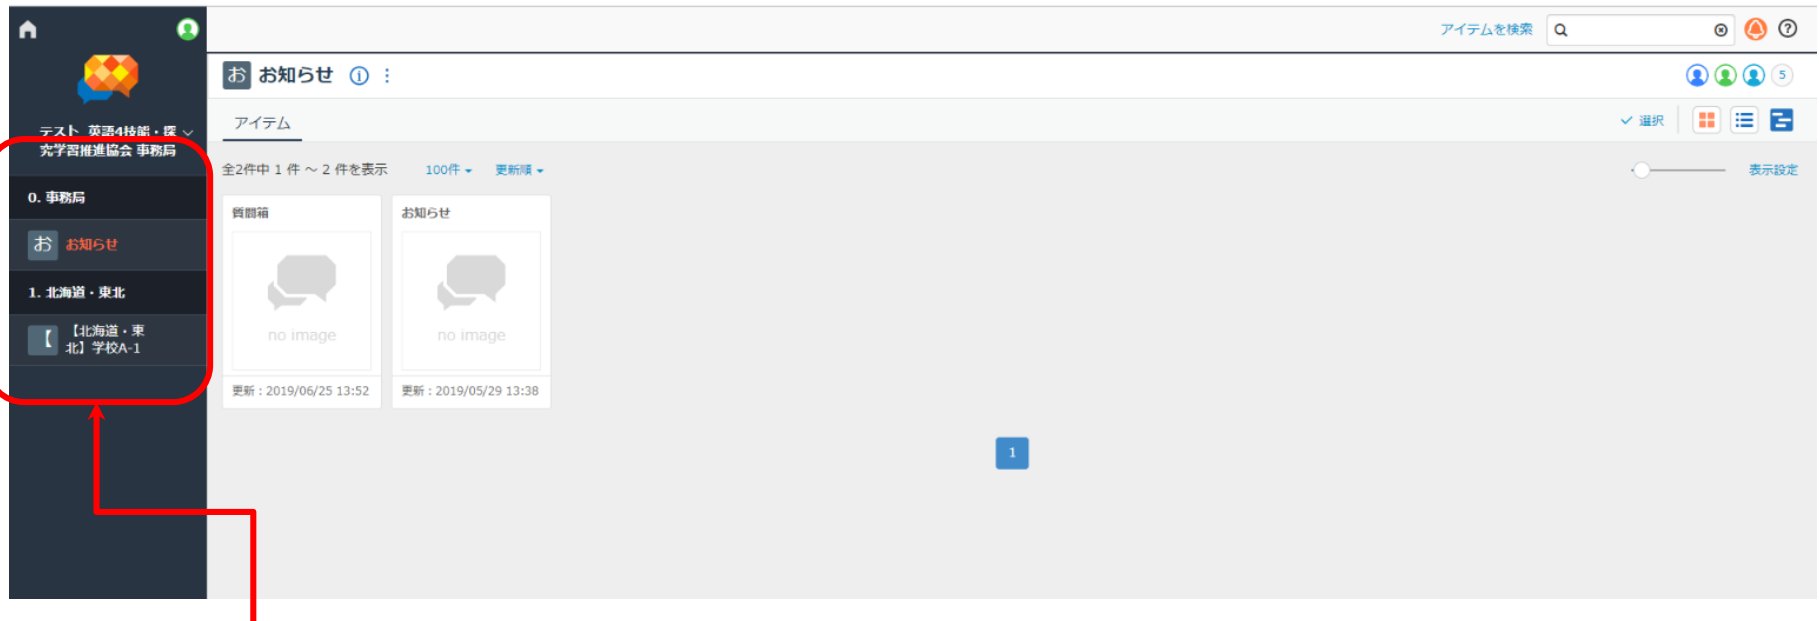 アイテムを検索
お お知らせ
5
テスト 英語4技能・探
究学習推進協会 事務局
アイテム
選択
全2件中 1 件 ～ 2 件を表示 100件 更新順
表示設定
0. 事務局
お お知らせ
1. 北海道・東北
【 【北海道・東
北】学校A-1
質問箱
no image
更新：2019/06/25 13:52
お知らせ
no image
更新：2019/05/29 13:38
1